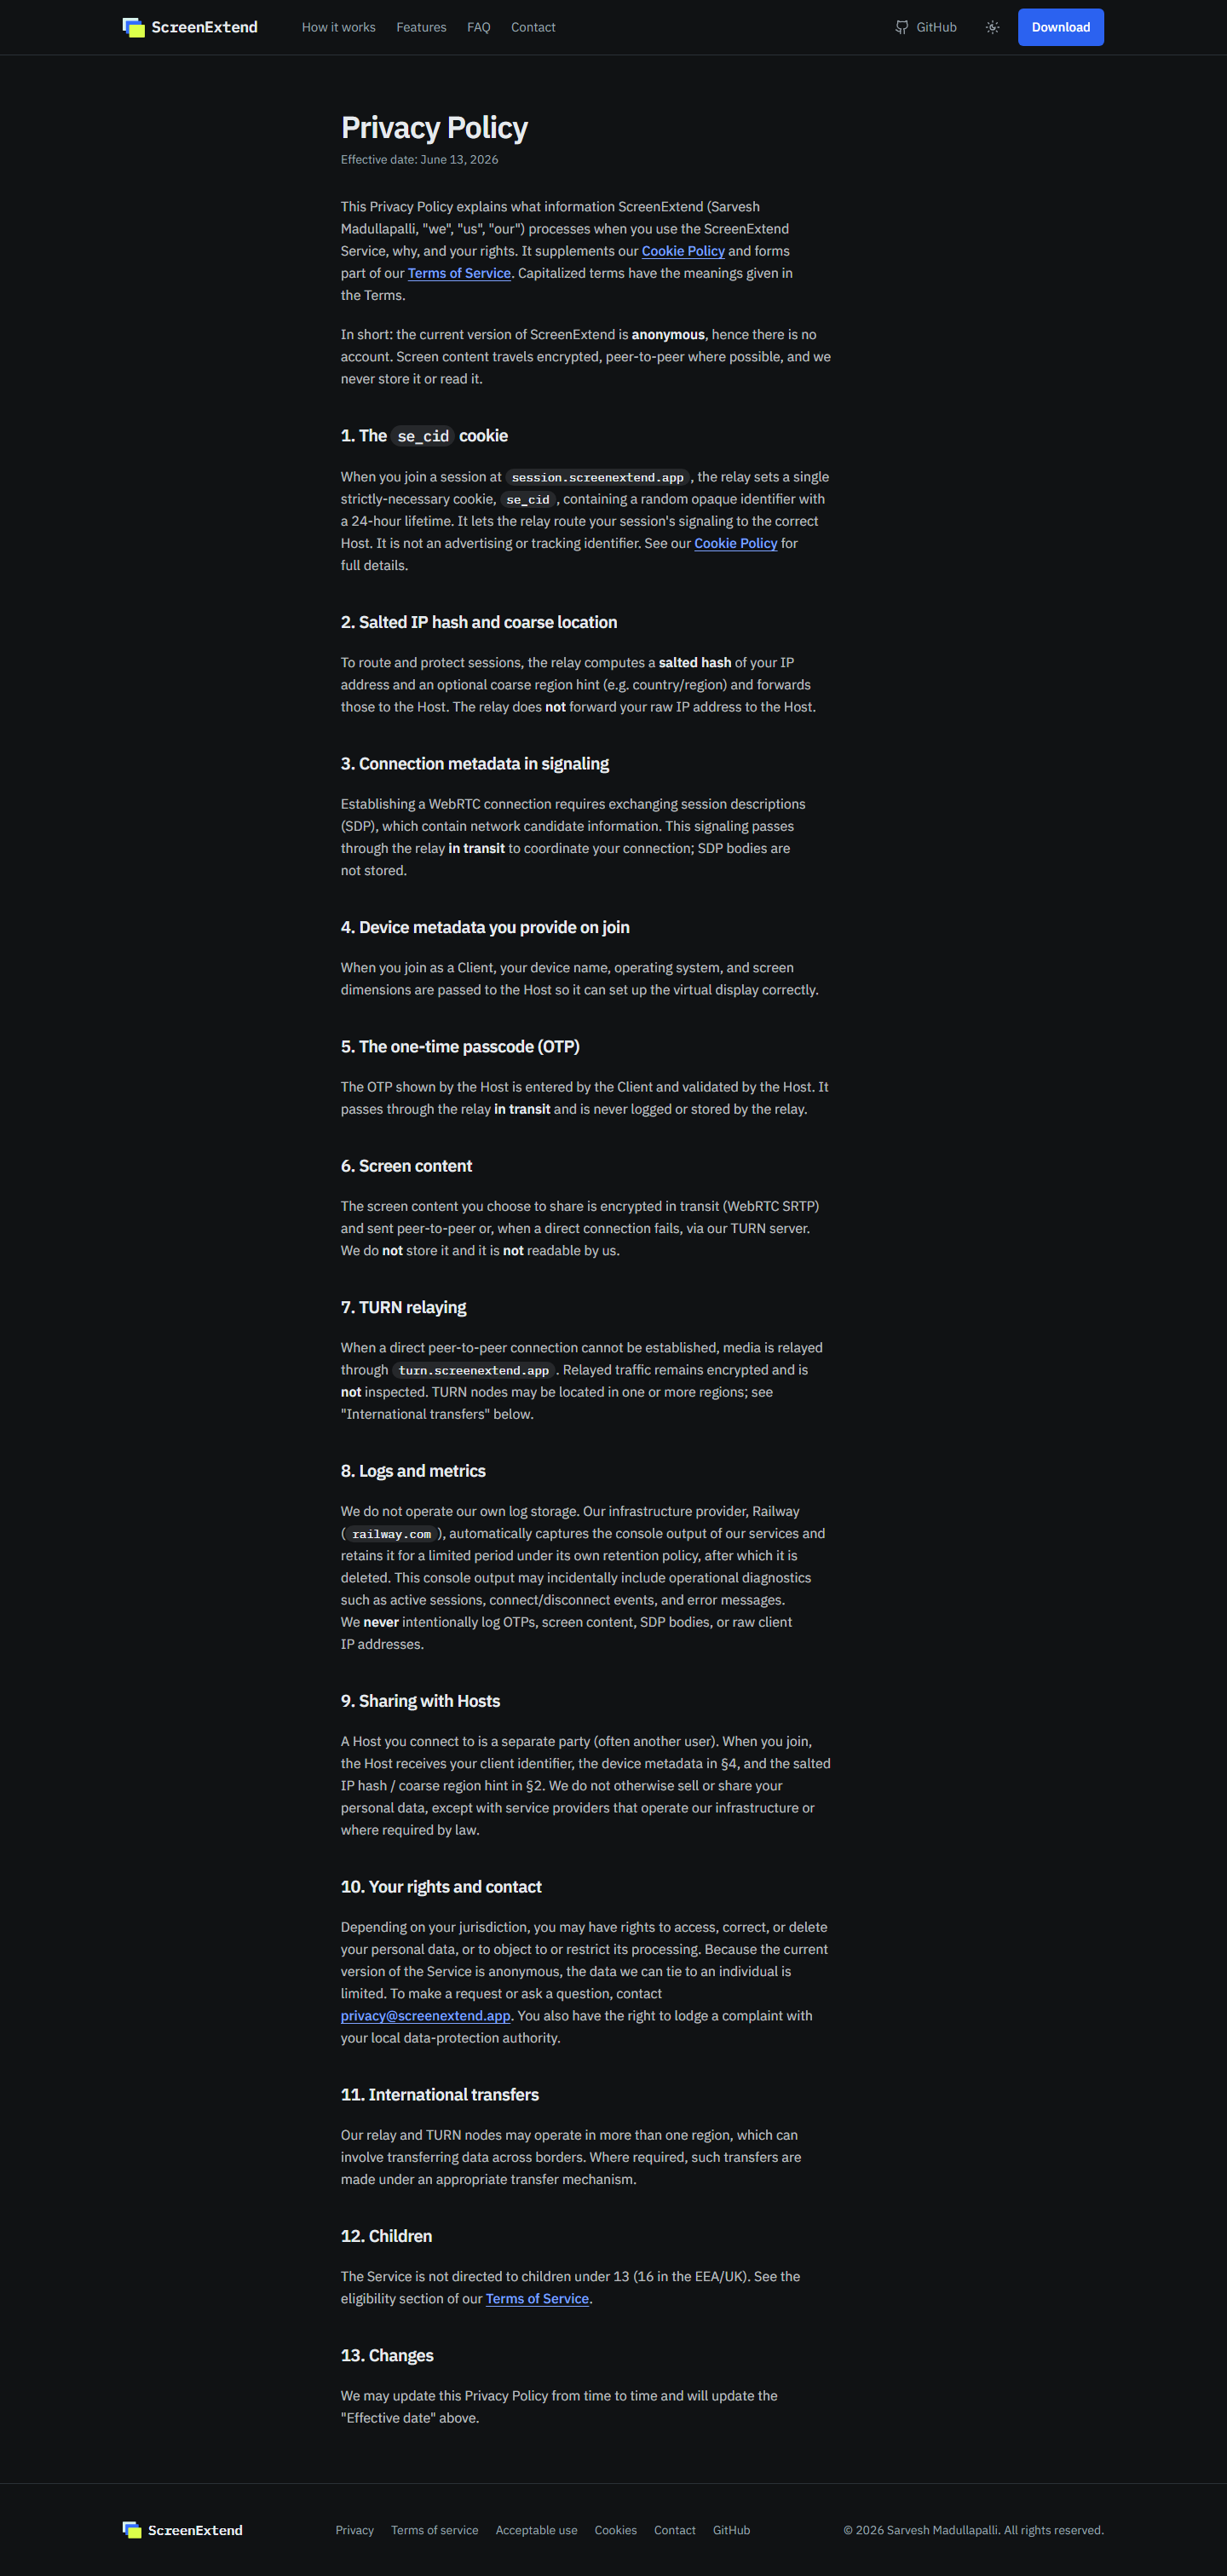 ScreenExtend
How it works
Features
FAQ
Contact
GitHub
Download
Privacy Policy
Effective date: June 13, 2026
This Privacy Policy explains what information ScreenExtend (Sarvesh
Madullapalli, "we", "us", "our") processes when you use the ScreenExtend
Service, why, and your rights. It supplements our Cookie Policy and forms
part of our Terms of Service. Capitalized terms have the meanings given in
the Terms.
In short: the current version of ScreenExtend is anonymous, hence there is no
account. Screen content travels encrypted, peer-to-peer where possible, and we
never store it or read it.
1. The se_cid cookie
When you join a session at session.screenextend.app, the relay sets a single
strictly-necessary cookie, se_cid, containing a random opaque identifier with
a 24-hour lifetime. It lets the relay route your session's signaling to the correct
Host. It is not an advertising or tracking identifier. See our Cookie Policy for
full details.
2. Salted IP hash and coarse location
To route and protect sessions, the relay computes a salted hash of your IP
address and an optional coarse region hint (e.g. country/region) and forwards
those to the Host. The relay does not forward your raw IP address to the Host.
3. Connection metadata in signaling
Establishing a WebRTC connection requires exchanging session descriptions
(SDP), which contain network candidate information. This signaling passes
through the relay in transit to coordinate your connection; SDP bodies are
not stored.
4. Device metadata you provide on join
When you join as a Client, your device name, operating system, and screen
dimensions are passed to the Host so it can set up the virtual display correctly.
5. The one-time passcode (OTP)
The OTP shown by the Host is entered by the Client and validated by the Host. It
passes through the relay in transit and is never logged or stored by the relay.
6. Screen content
The screen content you choose to share is encrypted in transit (WebRTC SRTP)
and sent peer-to-peer or, when a direct connection fails, via our TURN server.
We do not store it and it is not readable by us.
7. TURN relaying
When a direct peer-to-peer connection cannot be established, media is relayed
through turn.screenextend.app. Relayed traffic remains encrypted and is
not inspected. TURN nodes may be located in one or more regions; see
"International transfers" below.
8. Logs and metrics
We do not operate our own log storage. Our infrastructure provider, Railway
(railway.com), automatically captures the console output of our services and
retains it for a limited period under its own retention policy, after which it is
deleted. This console output may incidentally include operational diagnostics
such as active sessions, connect/disconnect events, and error messages.
We never intentionally log OTPs, screen content, SDP bodies, or raw client
IP addresses.
9. Sharing with Hosts
A Host you connect to is a separate party (often another user). When you join,
the Host receives your client identifier, the device metadata in §4, and the salted
IP hash / coarse region hint in §2. We do not otherwise sell or share your
personal data, except with service providers that operate our infrastructure or
where required by law.
10. Your rights and contact
Depending on your jurisdiction, you may have rights to access, correct, or delete
your personal data, or to object to or restrict its processing. Because the current
version of the Service is anonymous, the data we can tie to an individual is
limited. To make a request or ask a question, contact
privacy@screenextend.app. You also have the right to lodge a complaint with
your local data-protection authority.
11. International transfers
Our relay and TURN nodes may operate in more than one region, which can
involve transferring data across borders. Where required, such transfers are
made under an appropriate transfer mechanism.
12. Children
The Service is not directed to children under 13 (16 in the EEA/UK). See the
eligibility section of our Terms of Service.
13. Changes
We may update this Privacy Policy from time to time and will update the
"Effective date" above.
ScreenExtend
Privacy
Terms of service
Acceptable use
Cookies
Contact
GitHub
© 2026 Sarvesh Madullapalli. All rights reserved.